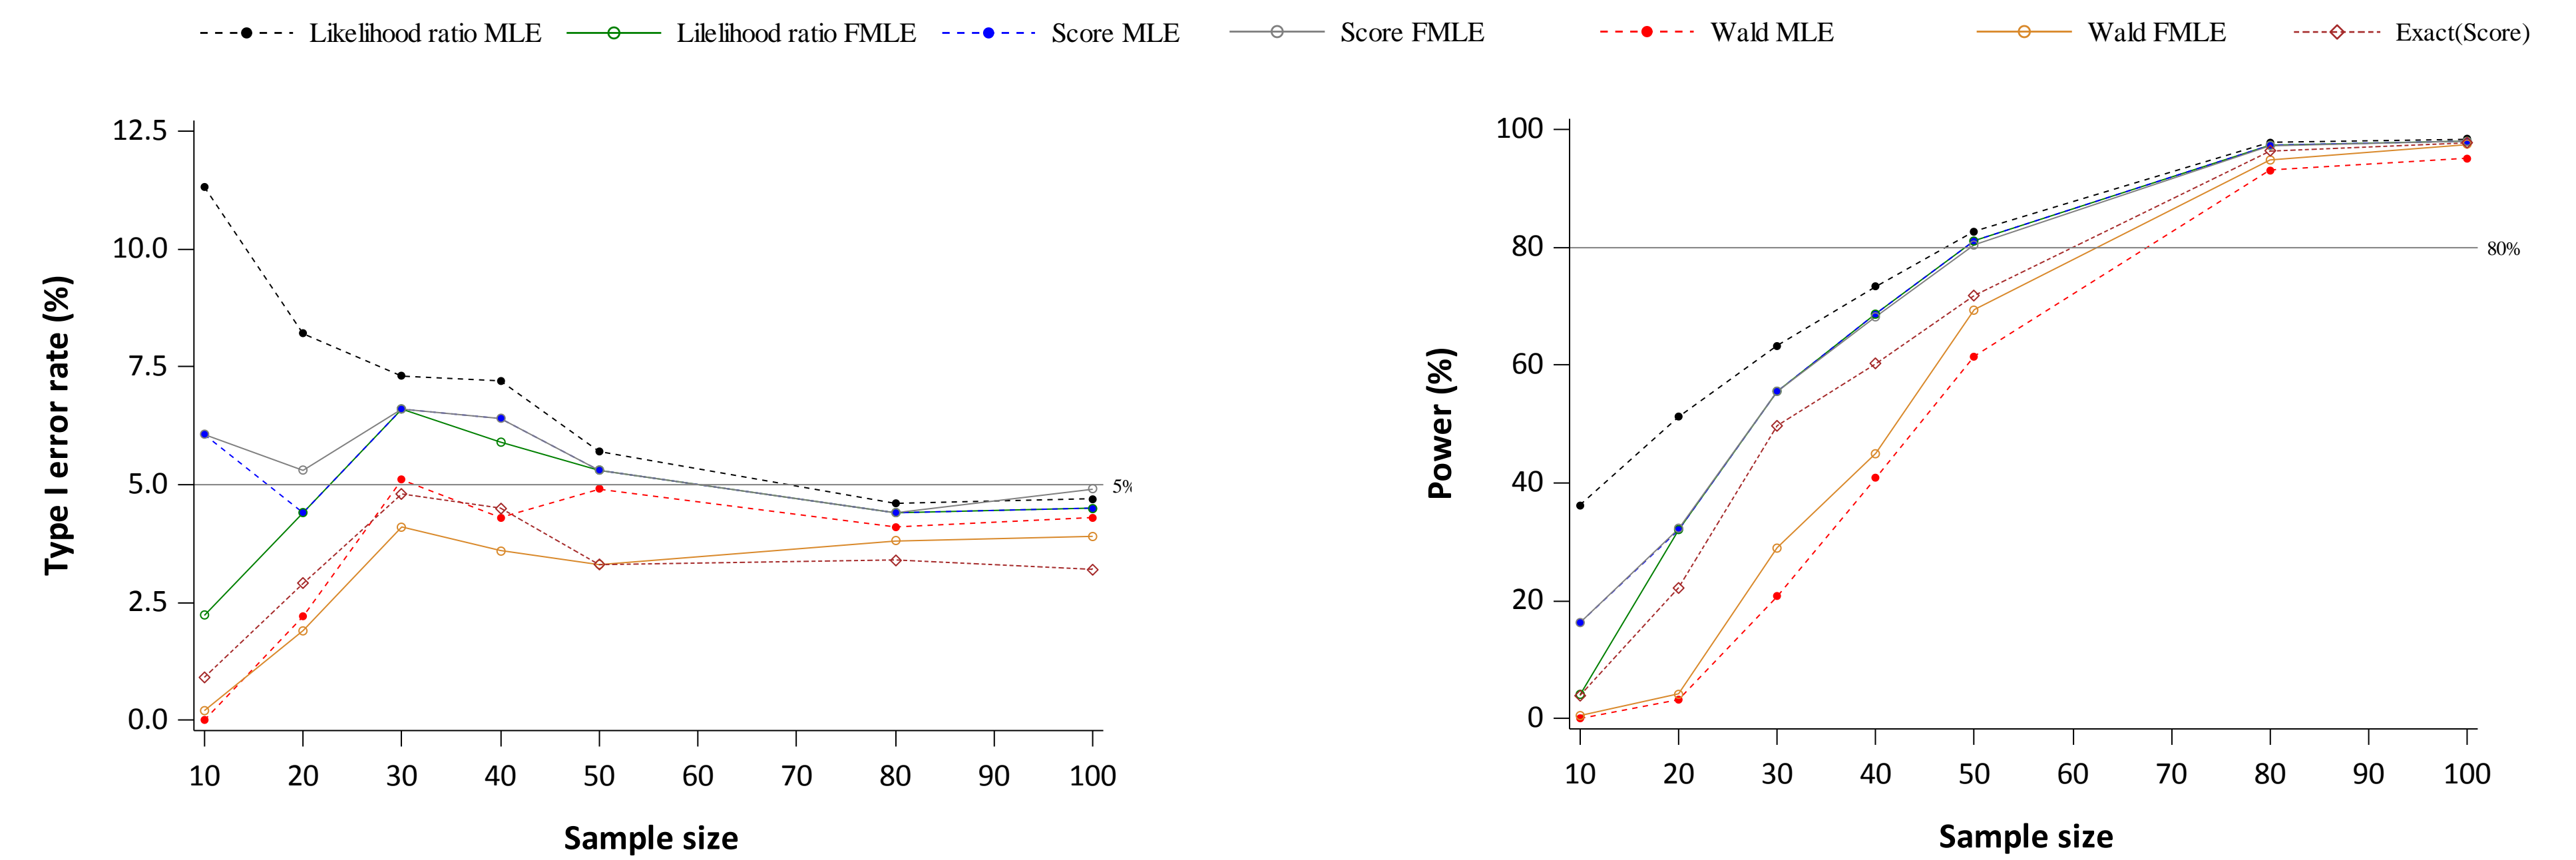 Likelihood ratio MLE Lilelihood ratio FMLE Score MLE Score FMLE Wald MLE Wald FMLE Exact(Score)
Type I error rate (%)
12.5
10.0
7.5
5.0
2.5
0.0
5%
10 20 30 40 50 60 70 80 90 100
Sample size
Power (%)
100
80
60
40
20
0
80%
10 20 30 40 50 60 70 80 90 100
Sample size